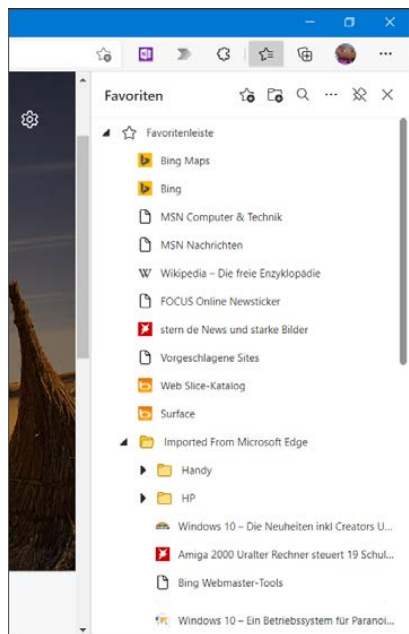 Favoriten
Favoritenleiste
Bing Maps
Bing
MSN Computer & Technik
MSN Nachrichten
Wikipedia – Die freie Enzyklopädie
FOCUS Online Newsticker
stern de News und starke Bilder
Vorgeschlagene Sites
Web Slice-Katalog
Surface
Imported From Microsoft Edge
Handy
HP
Windows 10 – Die Neuheiten inkl Creators U...
Amiga 2000 Uralter Rechner steuert 19 Schul...
Bing Webmaster-Tools
Windows 10 – Ein Betriebssystem für Paranoi...